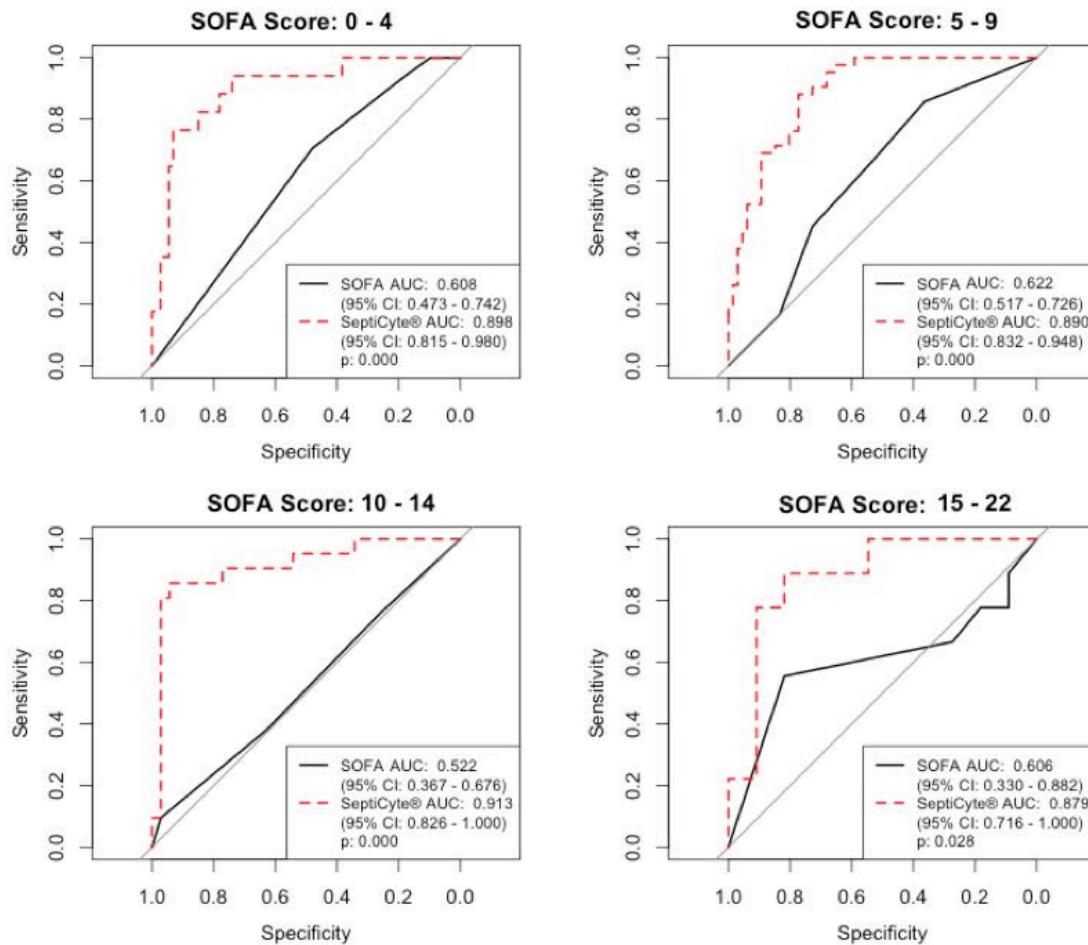 SOFA Score: 0 - 4
Sensitivity
1.0
0.8
0.6
0.4
0.2
0.0
SOFA AUC: 0.608
(95% CI: 0.473 - 0.742)
SeptiCyte® AUC: 0.898
(95% CI: 0.815 - 0.980)
p: 0.000
1.0 0.8 0.6 0.4 0.2 0.0
Specificity
SOFA Score: 5 - 9
Sensitivity
1.0
0.8
0.6
0.4
0.2
0.0
SOFA AUC: 0.622
(95% CI: 0.517 - 0.726)
SeptiCyte® AUC: 0.890
(95% CI: 0.832 - 0.948)
p: 0.000
1.0 0.8 0.6 0.4 0.2 0.0
Specificity
SOFA Score: 10 - 14
Sensitivity
1.0
0.8
0.6
0.4
0.2
0.0
SOFA AUC: 0.522
(95% CI: 0.367 - 0.676)
SeptiCyte® AUC: 0.913
(95% CI: 0.826 - 1.000)
p: 0.000
1.0 0.8 0.6 0.4 0.2 0.0
Specificity
SOFA Score: 15 - 22
Sensitivity
1.0
0.8
0.6
0.4
0.2
0.0
SOFA AUC: 0.606
(95% CI: 0.330 - 0.882)
SeptiCyte® AUC: 0.879
(95% CI: 0.716 - 1.000)
p: 0.028
1.0 0.8 0.6 0.4 0.2 0.0
Specificity